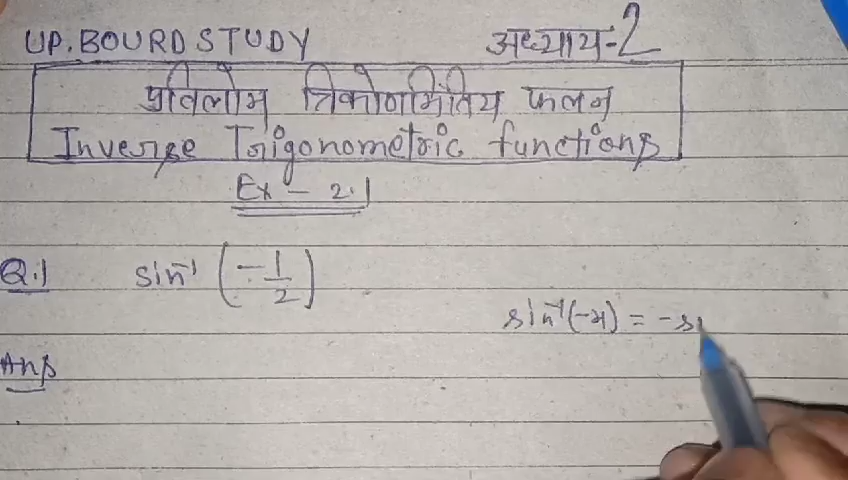 UP. BOURD STUDY अध्याय-2
प्रतिलोम त्रिकोणमितिय फलन
Inverse Trigonometric functions
Ex - 2.1
Q.1 sin⁻¹ (-1/2)
sin⁻¹(-x) = -s
Ans